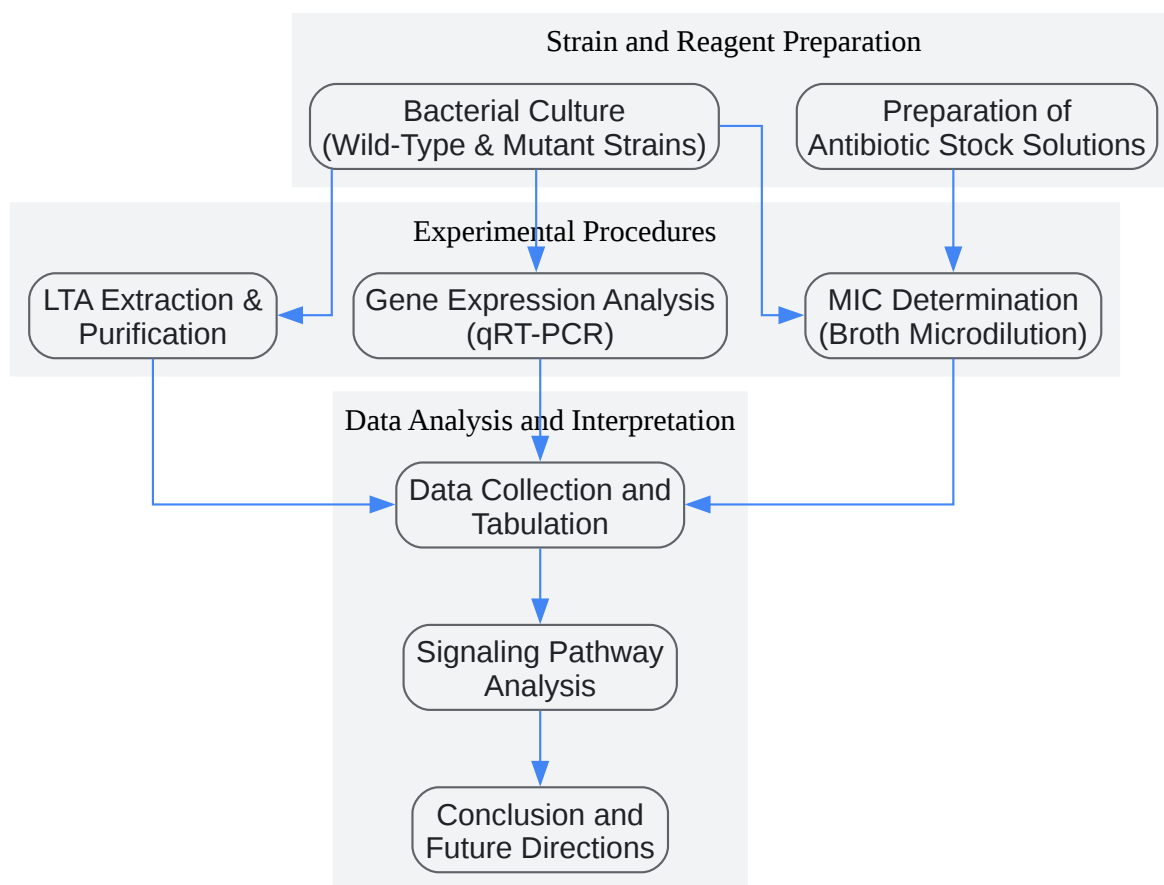 Strain and Reagent Preparation
Bacterial Culture
(Wild-Type & Mutant Strains)
Preparation of
Antibiotic Stock Solutions
Experimental Procedures
LTA Extraction &
Purification
Gene Expression Analysis
(qRT-PCR)
MIC Determination
(Broth Microdilution)
Data Analysis and Interpretation
Data Collection and
Tabulation
Signaling Pathway
Analysis
Conclusion and
Future Directions